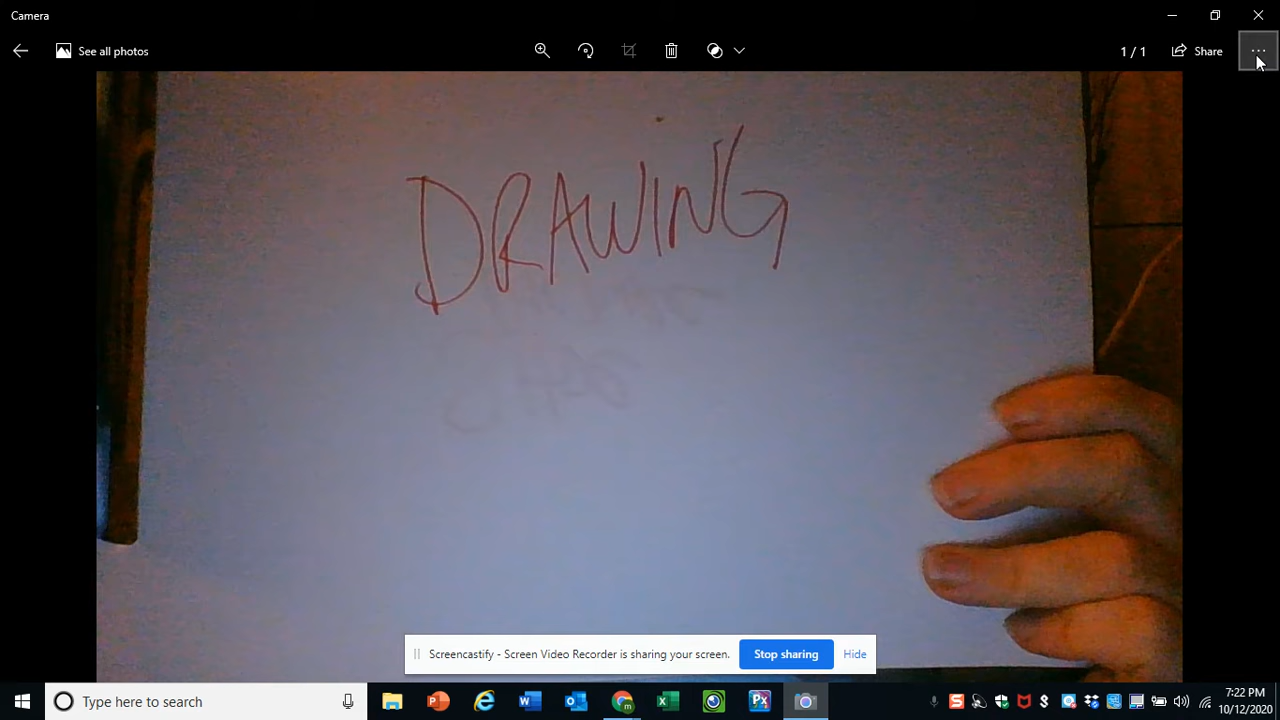 Camera
See all photos
1 / 1
Share
DRAWING
Screencastify - Screen Video Recorder is sharing your screen.
Stop sharing
Hide
Type here to search
7:22 PM
10/12/2020